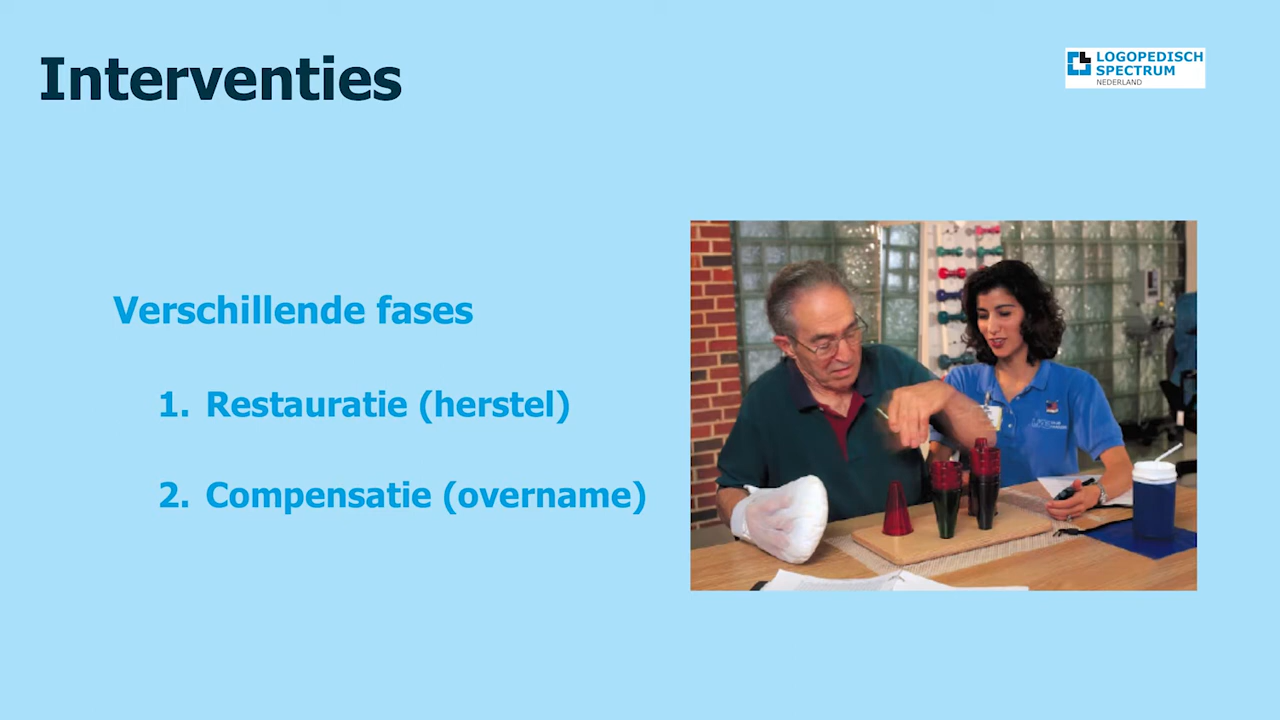 Interventies
LOGOPEDISCH
SPECTRUM
NEDERLAND
Verschillende fases
1. Restauratie (herstel)
2. Compensatie (overname)